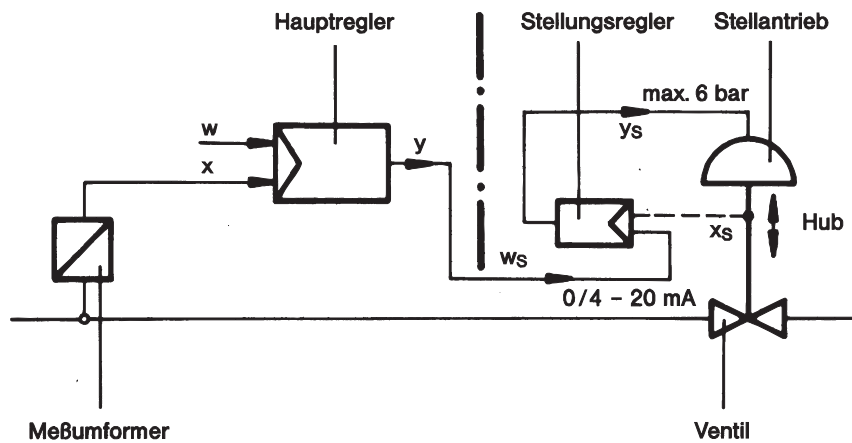 Hauptregler
Stellungsregler
Stellantrieb
max. 6 bar
w
y
yS
x
xS
Hub
wS
0/4 – 20 mA
Meßumformer
Ventil